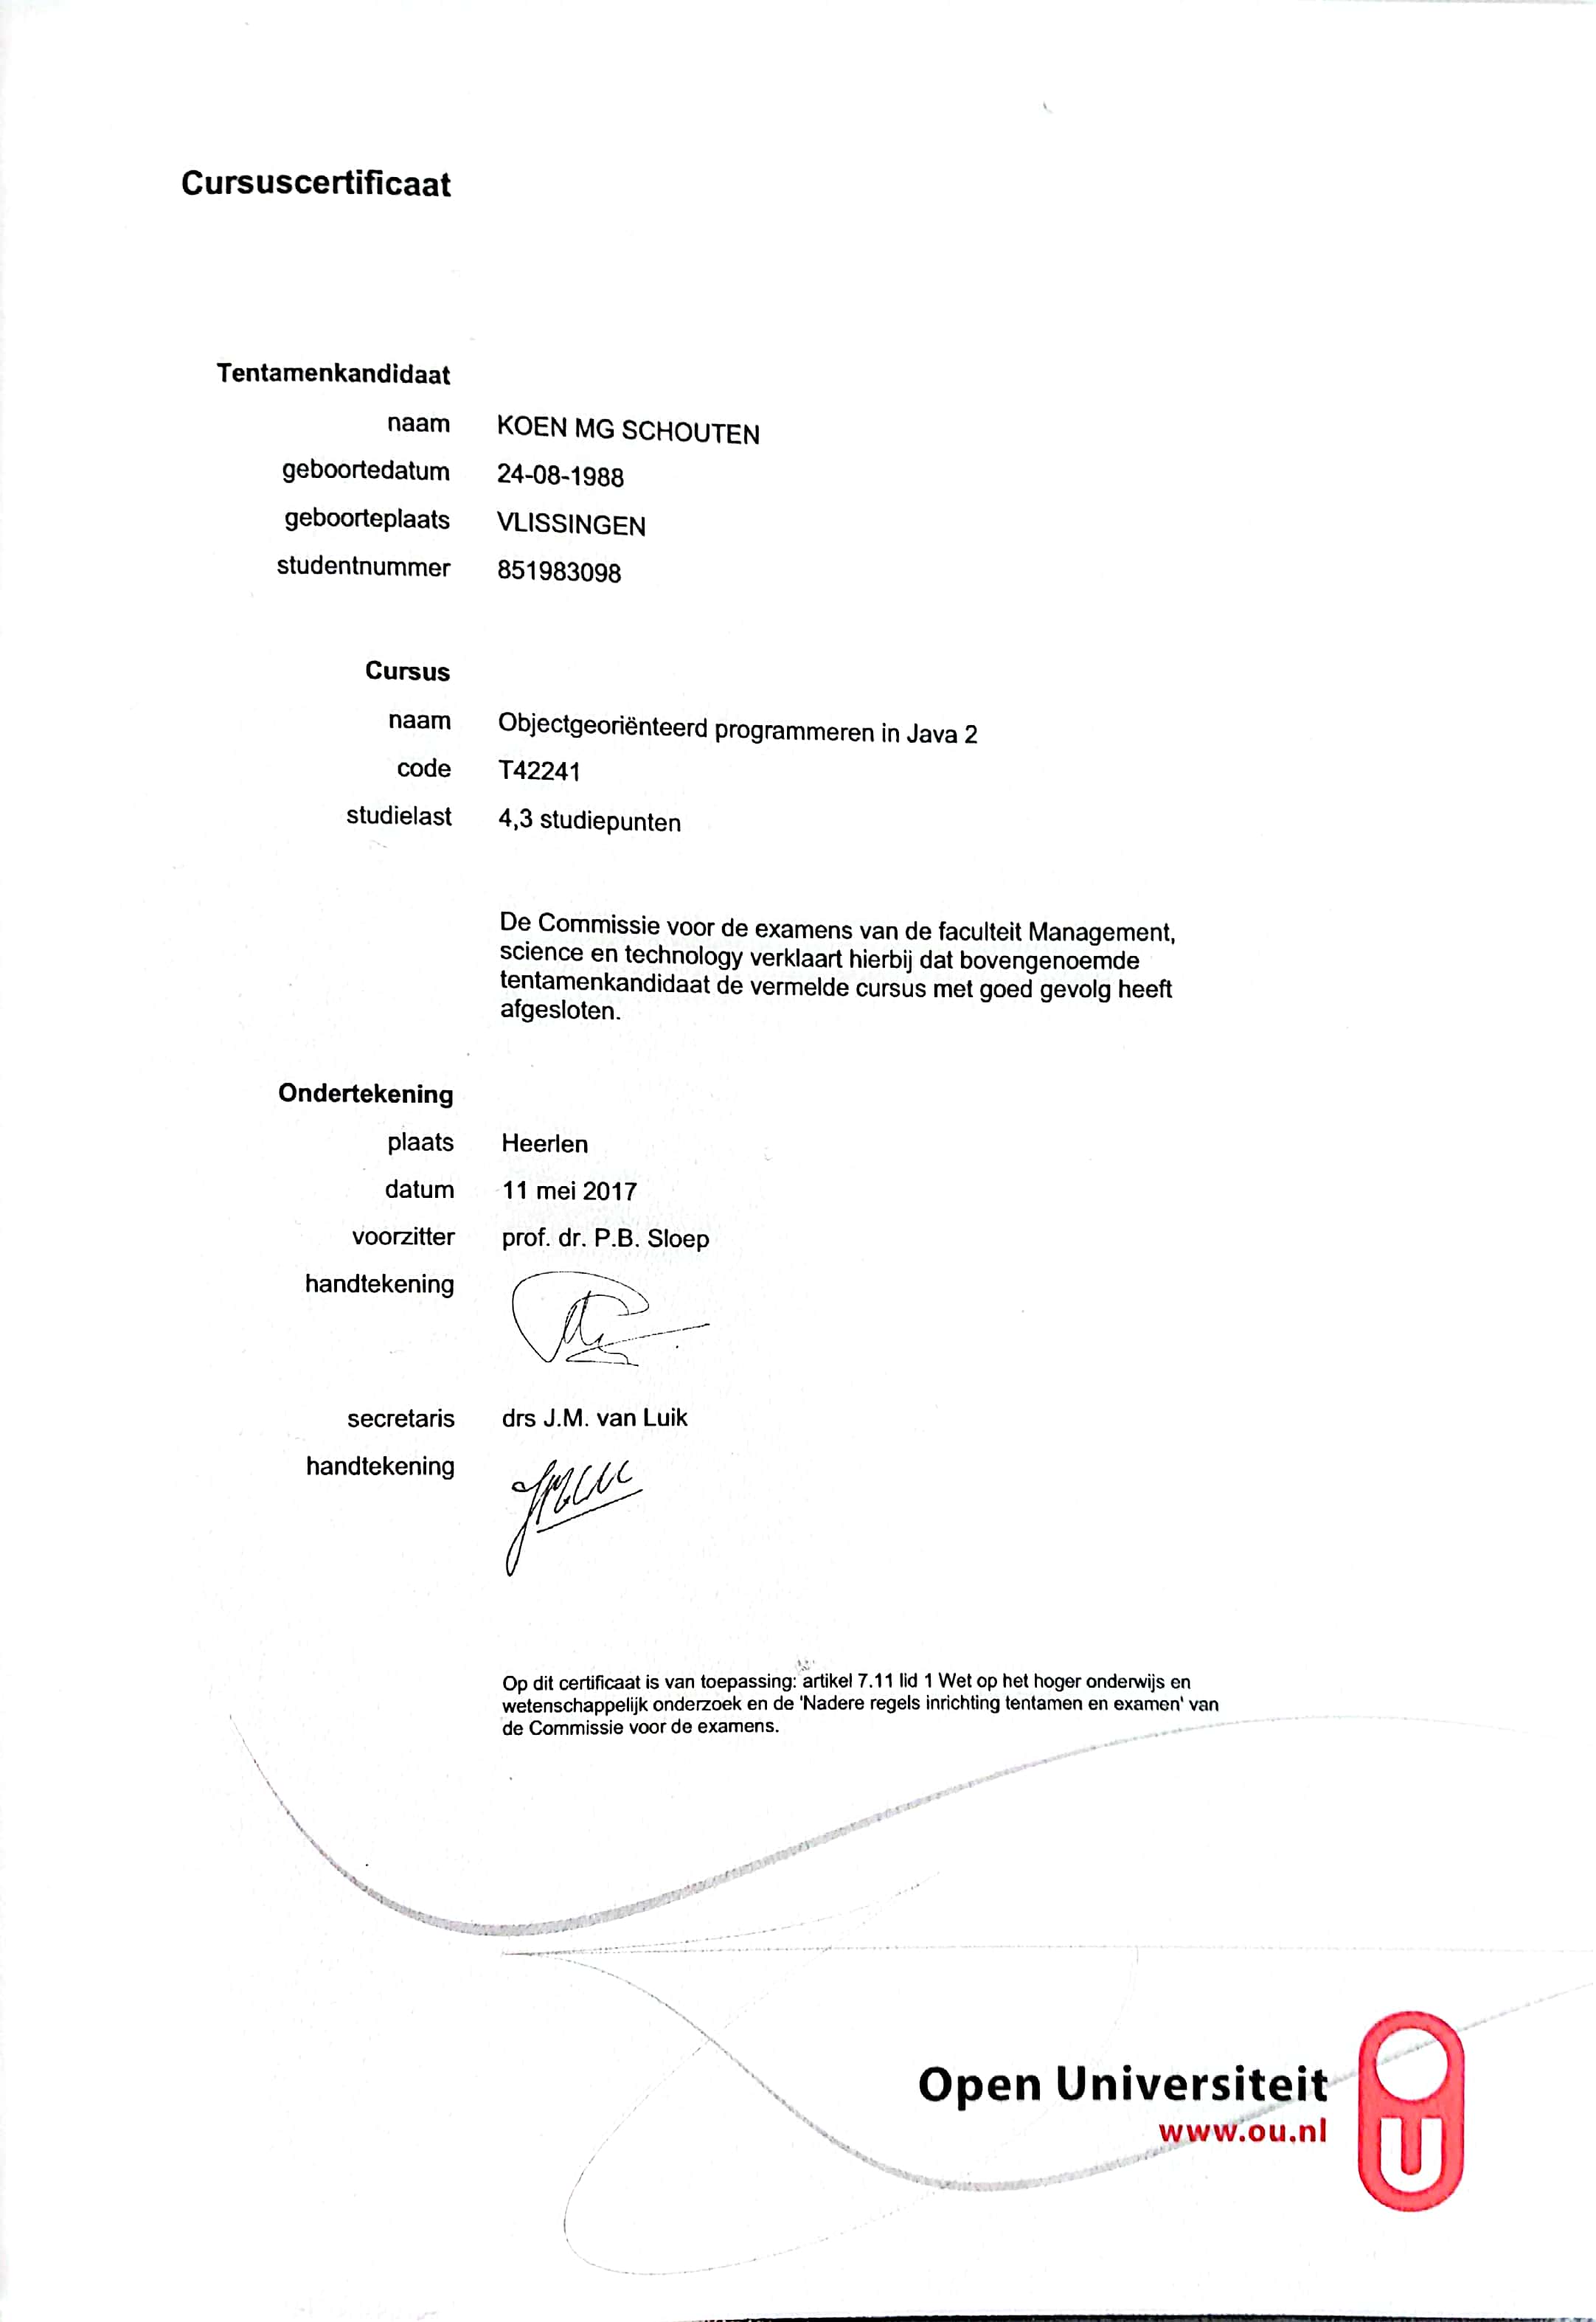 Cursuscertificaat
Tentamenkandidaat
naam KOEN MG SCHOUTEN
geboortedatum 24-08-1988
geboorteplaats VLISSINGEN
studentnummer 851983098
Cursus
naam Objectgeoriënteerd programmeren in Java 2
code T42241
studielast 4,3 studiepunten
De Commissie voor de examens van de faculteit Management,
science en technology verklaart hierbij dat bovengenoemde
tentamenkandidaat de vermelde cursus met goed gevolg heeft
afgesloten.
Ondertekening
plaats Heerlen
datum 11 mei 2017
voorzitter prof. dr. P.B. Sloep
handtekening
secretaris drs J.M. van Luik
handtekening
Op dit certificaat is van toepassing: artikel 7.11 lid 1 Wet op het hoger onderwijs en
wetenschappelijk onderzoek en de 'Nadere regels inrichting tentamen en examen' van
de Commissie voor de examens.
Open Universiteit
www.ou.nl